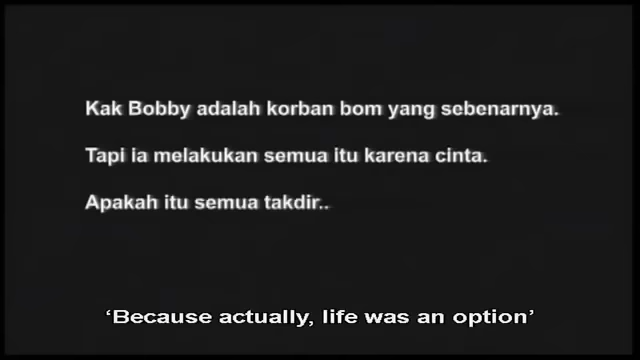 Kak Bobby adalah korban bom yang sebenarnya.
Tapi ia melakukan semua itu karena cinta.
Apakah itu semua takdir..
‘Because actually, life was an option’